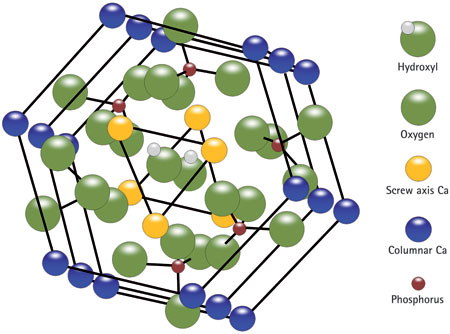 Hydroxyl
Oxygen
Screw axis Ca
Columnar Ca
Phosphorus